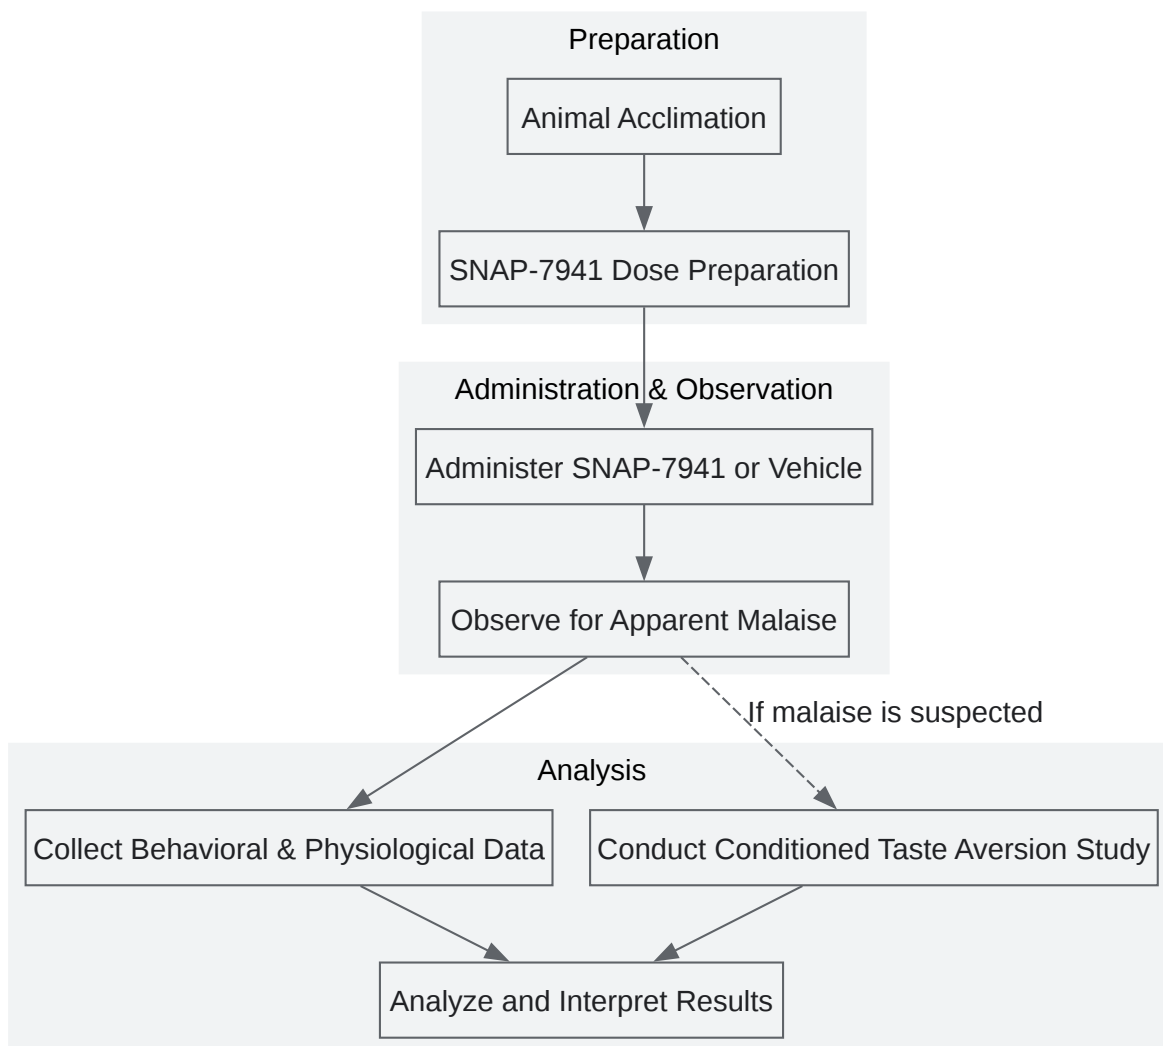 Preparation
Animal Acclimation
SNAP-7941 Dose Preparation
Administration & Observation
Administer SNAP-7941 or Vehicle
Observe for Apparent Malaise
If malaise is suspected
Analysis
Collect Behavioral & Physiological Data
Conduct Conditioned Taste Aversion Study
Analyze and Interpret Results